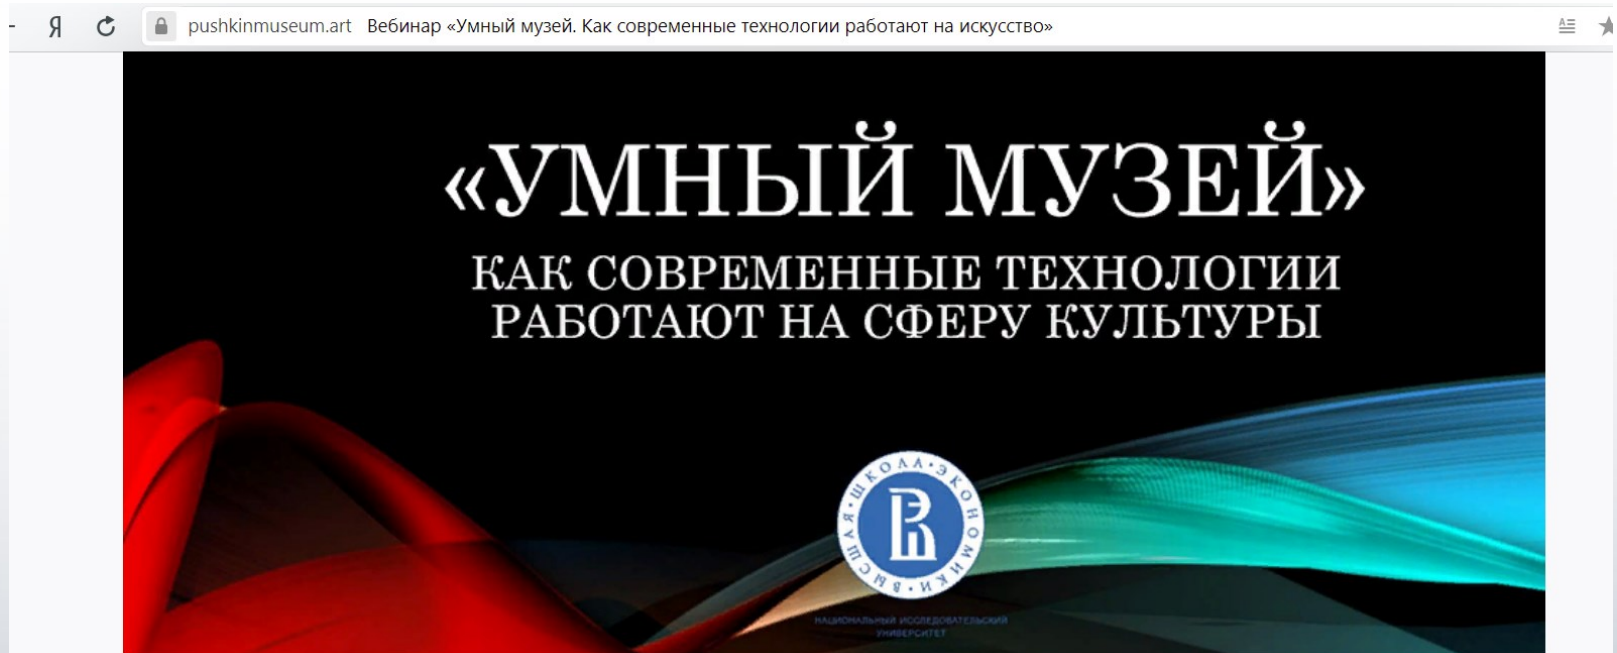 Я pushkinmuseum.art Вебинар «Умный музей. Как современные технологии работают на искусство»
«УМНЫЙ МУЗЕЙ»
КАК СОВРЕМЕННЫЕ ТЕХНОЛОГИИ
РАБОТАЮТ НА СФЕРУ КУЛЬТУРЫ
ВЫСШАЯ · ШКОЛА · ЭКОНОМИКИ
НАЦИОНАЛЬНЫЙ ИССЛЕДОВАТЕЛЬСКИЙ
УНИВЕРСИТЕТ